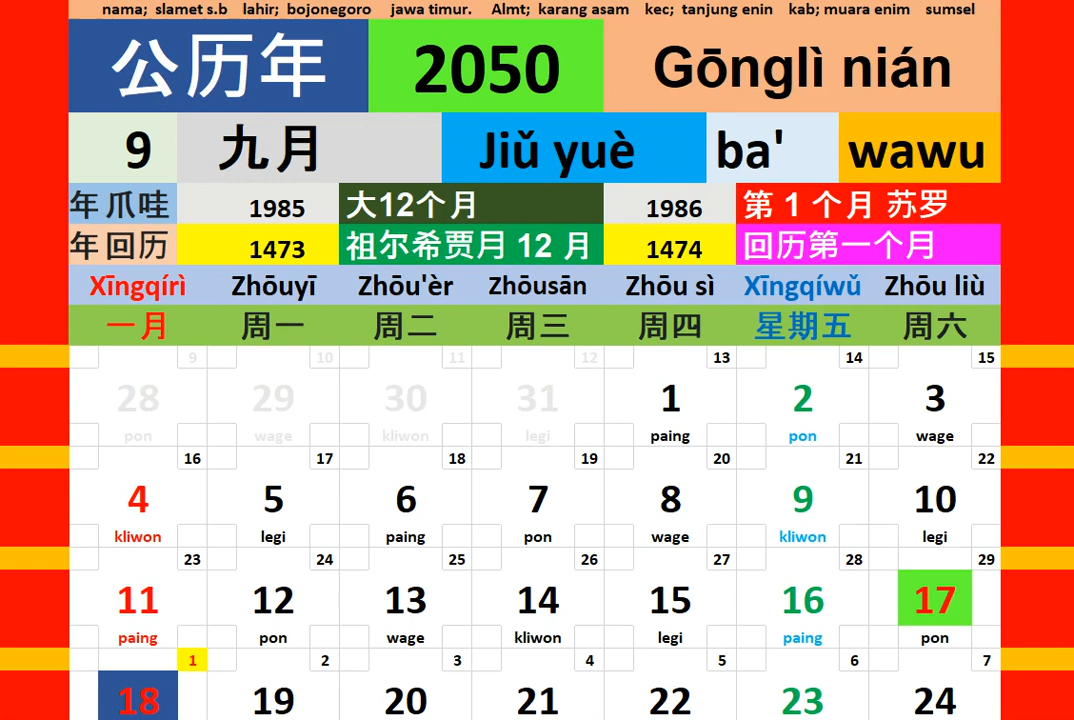 nama; slamet s.b lahir; bojonegoro jawa timur. Almt; karang asam kec; tanjung enin kab; muara enim sumsel
公历年 2050 Gōnglì nián
9 九月 Jiǔ yuè ba' wawu
年爪哇 1985 大12个月 1986 第 1 个月 苏罗
年回历 1473 祖尔希贾月 12 月 1474 回历第一个月
Xīngqírì Zhōuyī Zhōu'èr Zhōusān Zhōu sì Xīngqíwǔ Zhōu liù
一月 周一 周二 周三 周四 星期五 周六
9 10 11 12 13 14 15
28 29 30 31 1 2 3
pon wage kliwon legi paing pon wage
16 17 18 19 20 21 22
4 5 6 7 8 9 10
kliwon legi paing pon wage kliwon legi
23 24 25 26 27 28 29
11 12 13 14 15 16 17
paing pon wage kliwon legi paing pon
1 2 3 4 5 6 7
18 19 20 21 22 23 24